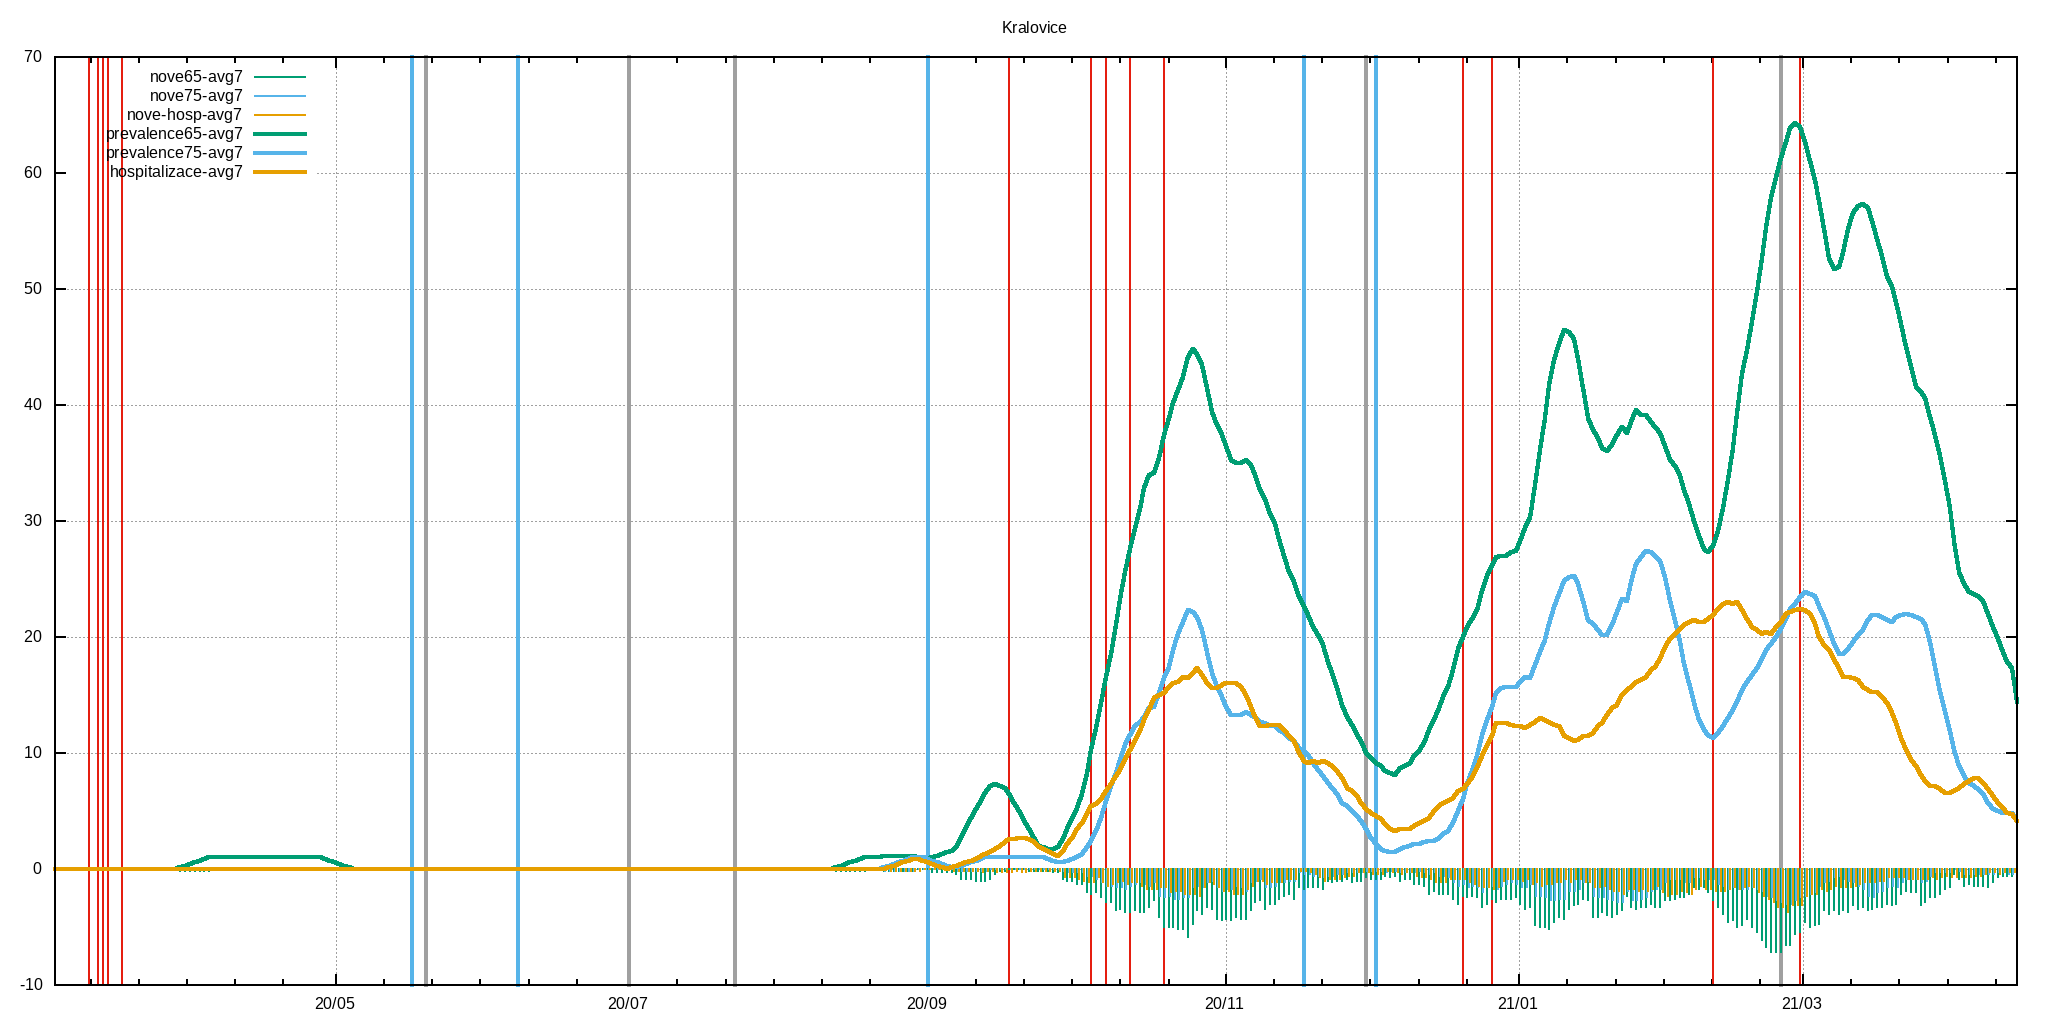 Kralovice
70
60
50
40
30
20
10
0
-10
nove65-avg7
nove75-avg7
nove-hosp-avg7
prevalence65-avg7
prevalence75-avg7
hospitalizace-avg7
20/05 20/07 20/09 20/11 21/01 21/03